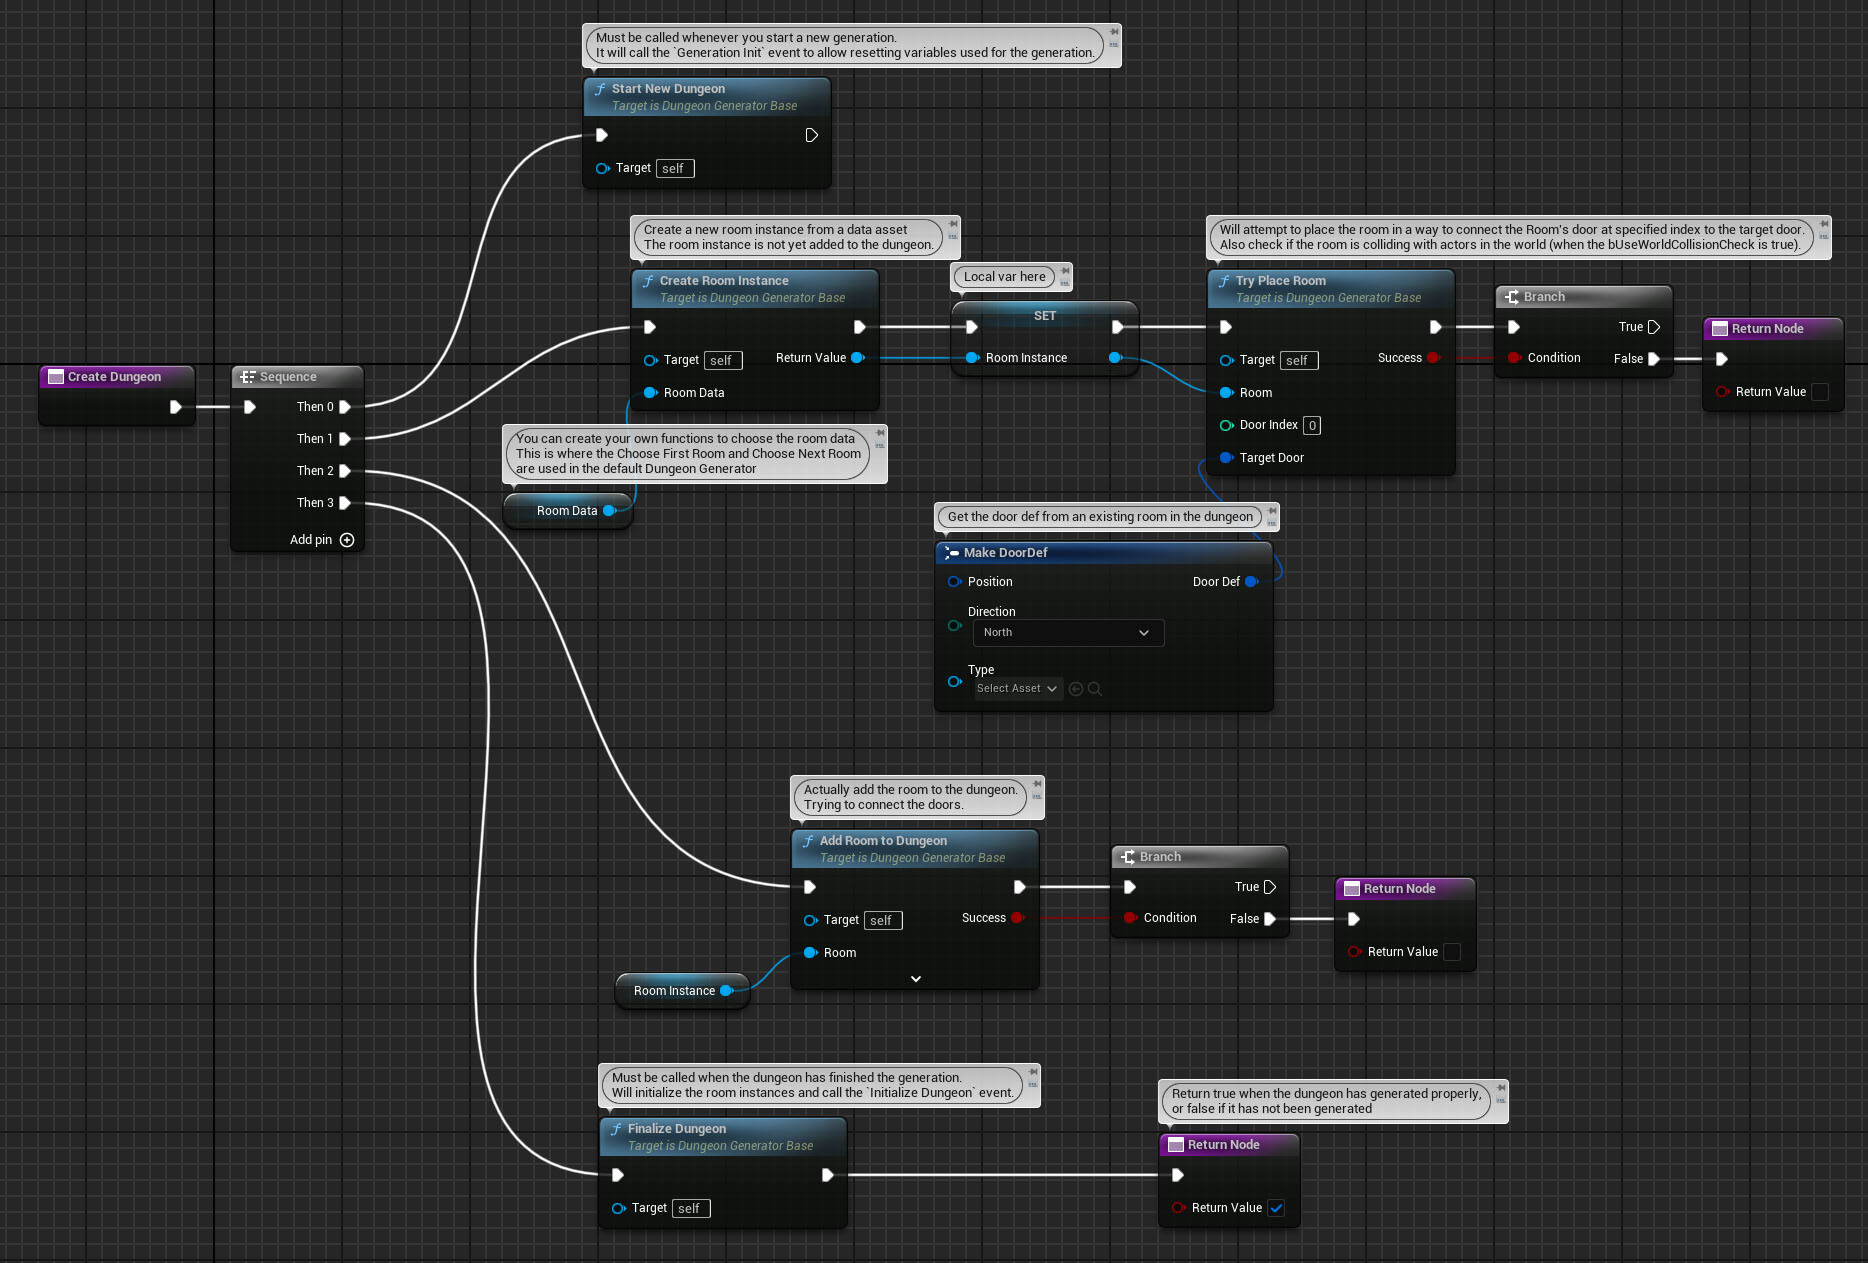 Must be called whenever you start a new generation.
It will call the `Generation Init` event to allow resetting variables used for the generation.
Start New Dungeon
Target is Dungeon Generator Base
Target self
Create a new room instance from a data asset
The room instance is not yet added to the dungeon.
Create Room Instance
Target is Dungeon Generator Base
Target self
Return Value
Room Data
Local var here
SET
Room Instance
Will attempt to place the room in a way to connect the Room's door at specified index to the target door.
Also check if the room is colliding with actors in the world (when the bUseWorldCollisionCheck is true).
Try Place Room
Target is Dungeon Generator Base
Target self
Success
Room
Door Index 0
Target Door
Branch
True
Condition
False
Return Node
Return Value
Create Dungeon
Sequence
Then 0
Then 1
Then 2
Then 3
Add pin
You can create your own functions to choose the room data
This is where the Choose First Room and Choose Next Room
are used in the default Dungeon Generator
Room Data
Get the door def from an existing room in the dungeon
Make DoorDef
Position
Door Def
Direction
North
Type
Select Asset
Actually add the room to the dungeon.
Trying to connect the doors.
Add Room to Dungeon
Target is Dungeon Generator Base
Target self
Success
Room
Room Instance
Branch
True
Condition
False
Return Node
Return Value
Must be called when the dungeon has finished the generation.
Will initialize the room instances and call the `Initialize Dungeon` event.
Finalize Dungeon
Target is Dungeon Generator Base
Target self
Return true when the dungeon has generated properly,
or false if it has not been generated
Return Node
Return Value